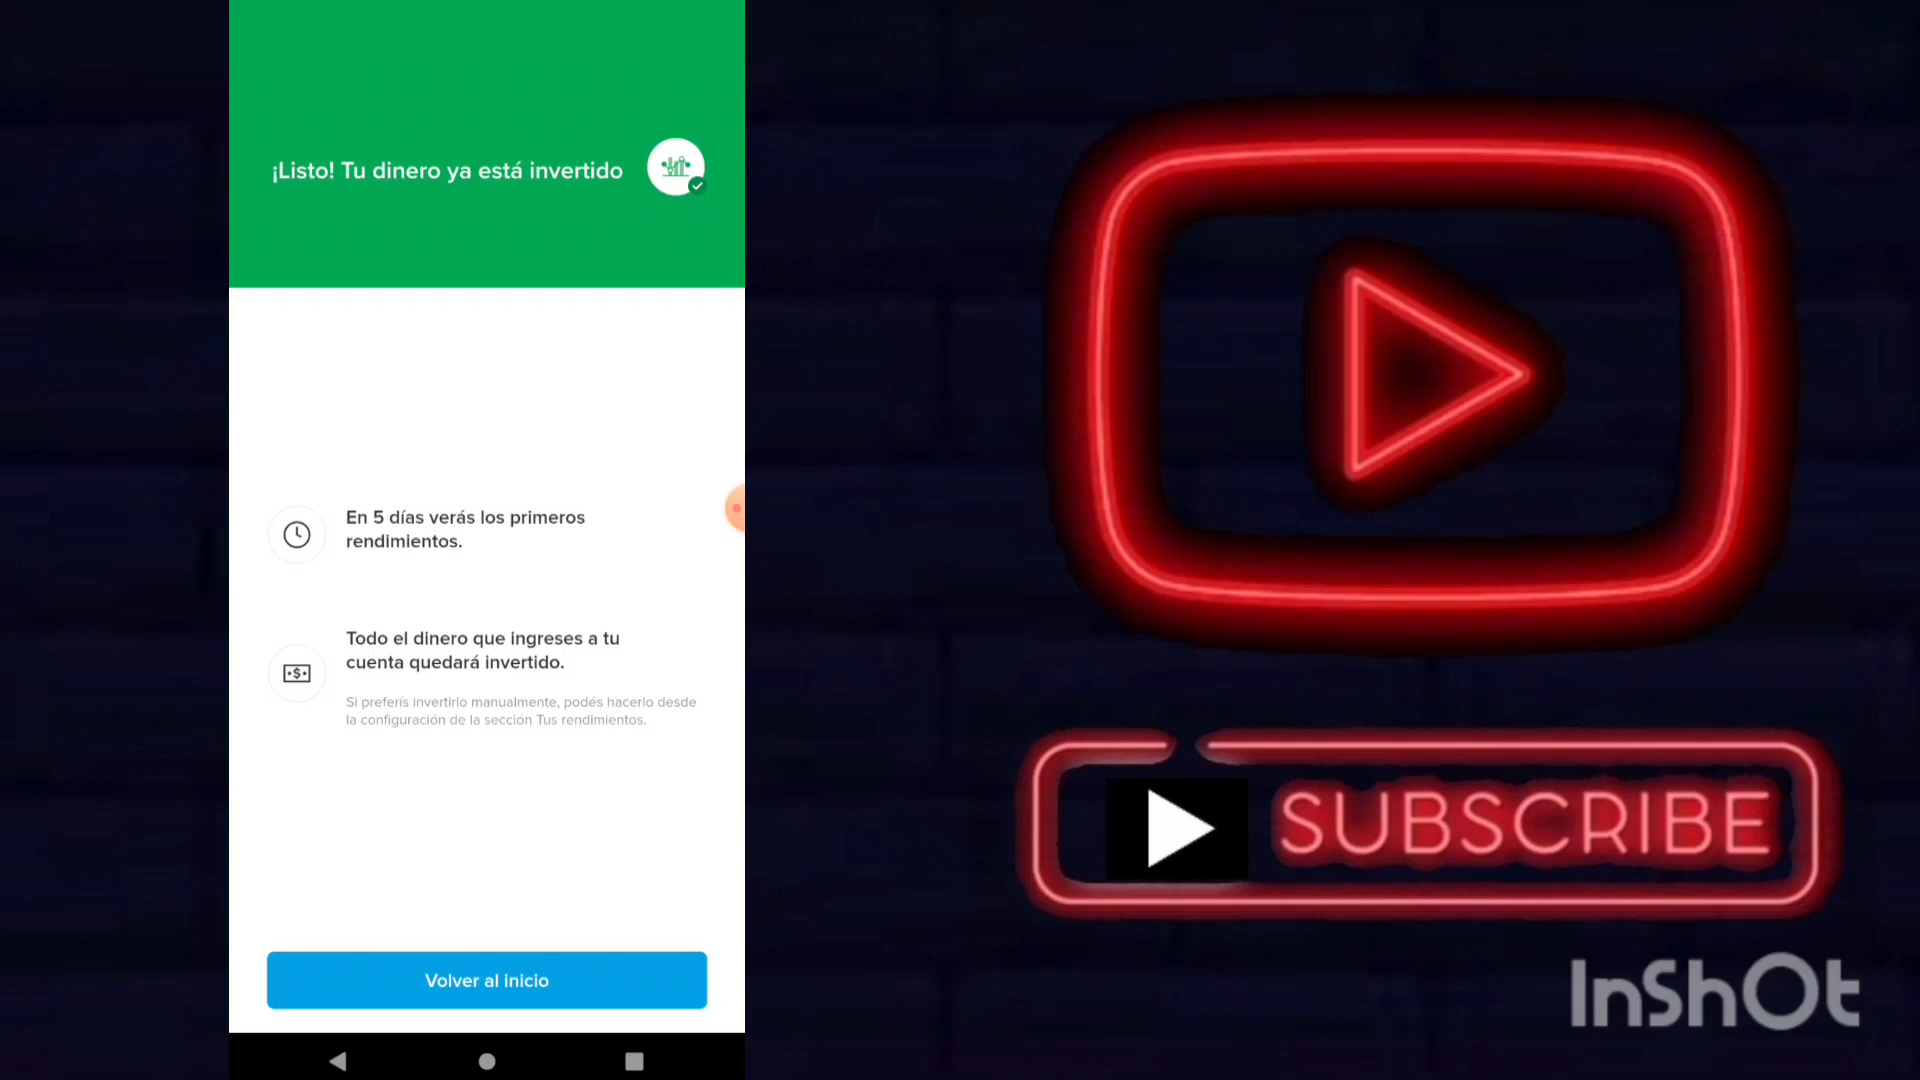 ¡Listo! Tu dinero ya está invertido
En 5 días verás los primeros
rendimientos.
Todo el dinero que ingreses a tu
cuenta quedará invertido.
Si preferís invertirlo manualmente, podés hacerlo desde
la configuración de la sección Tus rendimientos.
Volver al inicio
SUBSCRIBE
InShOt